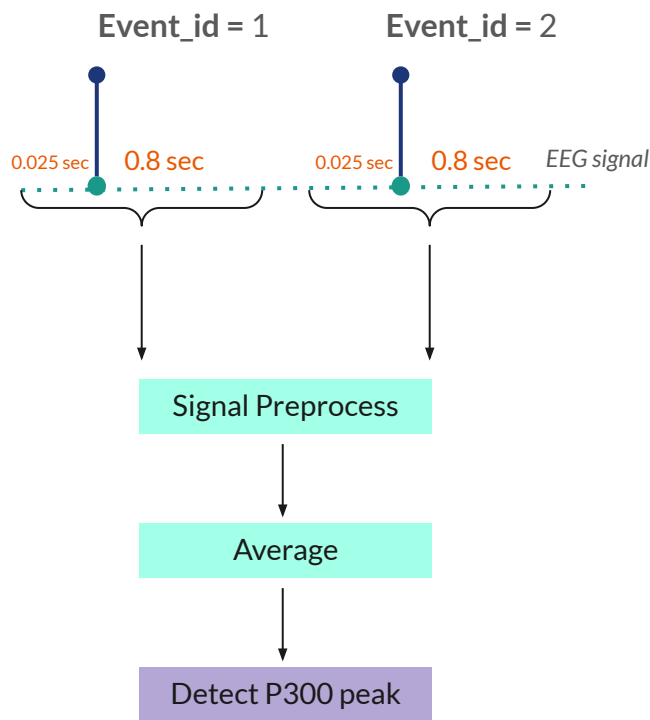 Event_id = 1
Event_id = 2
0.025 sec
0.8 sec
0.025 sec
0.8 sec
EEG signal
Signal Preprocess
Average
Detect P300 peak